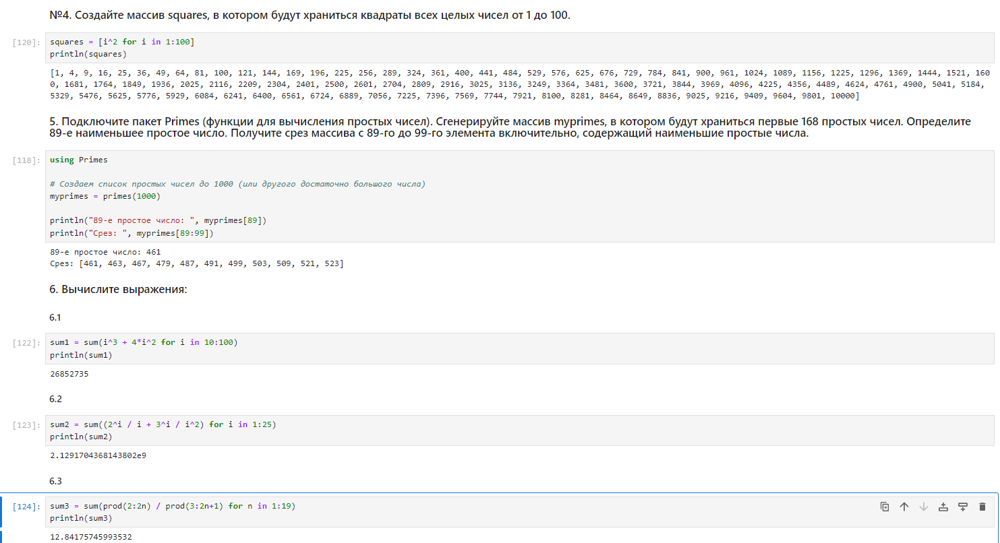 №4. Создайте массив squares, в котором будут храниться квадраты всех целых чисел от 1 до 100.
[120]: squares = [i^2 for i in 1:100]
println(squares)
[1, 4, 9, 16, 25, 36, 49, 64, 81, 100, 121, 144, 169, 196, 225, 256, 289, 324, 361, 400, 441, 484, 529, 576, 625, 676, 729, 784, 841, 900, 961, 1024, 1089, 1156, 1225, 1296, 1369, 1444, 1521, 160
0, 1681, 1764, 1849, 1936, 2025, 2116, 2209, 2304, 2401, 2500, 2601, 2704, 2809, 2916, 3025, 3136, 3249, 3364, 3481, 3600, 3721, 3844, 3969, 4096, 4225, 4356, 4489, 4624, 4761, 4900, 5041, 5184,
5329, 5476, 5625, 5776, 5929, 6084, 6241, 6400, 6561, 6724, 6889, 7056, 7225, 7396, 7569, 7744, 7921, 8100, 8281, 8464, 8649, 8836, 9025, 9216, 9409, 9604, 9801, 10000]
5. Подключите пакет Primes (функции для вычисления простых чисел). Сгенерируйте массив myprimes, в котором будут храниться первые 168 простых чисел. Определите
89-е наименьшее простое число. Получите срез массива с 89-го до 99-го элемента включительно, содержащий наименьшие простые числа.
[118]: using Primes
# Создаем список простых чисел до 1000 (или другого достаточно большого числа)
myprimes = primes(1000)
println("89-е простое число: ", myprimes[89])
println("Срез: ", myprimes[89:99])
89-е простое число: 461
Срез: [461, 463, 467, 479, 487, 491, 499, 503, 509, 521, 523]
6. Вычислите выражения:
6.1
[122]: sum1 = sum(i^3 + 4*i^2 for i in 10:100)
println(sum1)
26852735
6.2
[123]: sum2 = sum((2^i / i + 3^i / i^2) for i in 1:25)
println(sum2)
2.1291704368143802e9
6.3
[124]: sum3 = sum(prod(2:2n) / prod(3:2n+1) for n in 1:19)
println(sum3)
12.84175745993532